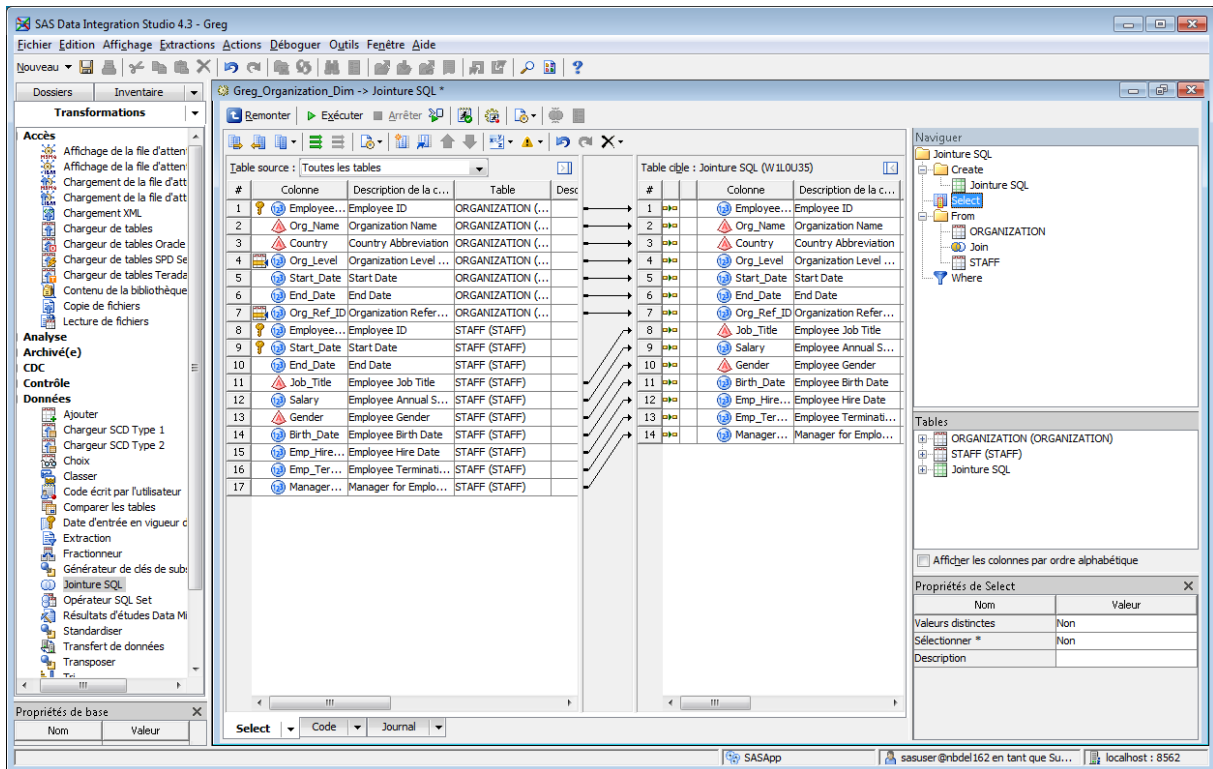 SAS Data Integration Studio 4.3 - Greg
Fichier Edition Affichage Extractions Actions Déboguer Outils Fenêtre Aide
Nouveau
Dossiers Inventaire
Transformations
Accès
Affichage de la file d'atten
Affichage de la file d'atten
Chargement de la file d'att
Chargement de la file d'att
Chargement XML
Chargeur de tables
Chargeur de tables Oracle
Chargeur de tables SPD Se
Chargeur de tables Terada
Contenu de la bibliothèque
Copie de fichiers
Lecture de fichiers
Analyse
Archivé(e)
CDC
Contrôle
Données
Ajouter
Chargeur SCD Type 1
Chargeur SCD Type 2
Choix
Classer
Code écrit par l'utilisateur
Comparer les tables
Date d'entrée en vigueur d
Extraction
Fractionneur
Générateur de clés de sub
Jointure SQL
Opérateur SQL Set
Résultats d'études Data Mi
Standardiser
Transfert de données
Transposer
Tri
Propriétés de base
Nom Valeur
Greg_Organization_Dim -> Jointure SQL *
Remonter Exécuter Arrêter
Table source : Toutes les tables
# Colonne Description de la c... Table Desc
1 Employee... Employee ID ORGANIZATION (...
2 Org_Name Organization Name ORGANIZATION (...
3 Country Country Abbreviation ORGANIZATION (...
4 Org_Level Organization Level ... ORGANIZATION (...
5 Start_Date Start Date ORGANIZATION (...
6 End_Date End Date ORGANIZATION (...
7 Org_Ref_ID Organization Refer... ORGANIZATION (...
8 Employee... Employee ID STAFF (STAFF)
9 Start_Date Start Date STAFF (STAFF)
10 End_Date End Date STAFF (STAFF)
11 Job_Title Employee Job Title STAFF (STAFF)
12 Salary Employee Annual S... STAFF (STAFF)
13 Gender Employee Gender STAFF (STAFF)
14 Birth_Date Employee Birth Date STAFF (STAFF)
15 Emp_Hire... Employee Hire Date STAFF (STAFF)
16 Emp_Ter... Employee Terminati... STAFF (STAFF)
17 Manager... Manager for Emplo... STAFF (STAFF)
Table cible : Jointure SQL (W1L0U35)
# Colonne Description de la c...
1 Employee... Employee ID
2 Org_Name Organization Name
3 Country Country Abbreviation
4 Org_Level Organization Level ...
5 Start_Date Start Date
6 End_Date End Date
7 Org_Ref_ID Organization Refer...
8 Job_Title Employee Job Title
9 Salary Employee Annual S...
10 Gender Employee Gender
11 Birth_Date Employee Birth Date
12 Emp_Hire... Employee Hire Date
13 Emp_Ter... Employee Terminati...
14 Manager... Manager for Emplo...
Select Code Journal
Naviguer
Jointure SQL
Create
Jointure SQL
Select
From
ORGANIZATION
Join
STAFF
Where
Tables
ORGANIZATION (ORGANIZATION)
STAFF (STAFF)
Jointure SQL
Afficher les colonnes par ordre alphabétique
Propriétés de Select
Nom Valeur
Valeurs distinctes Non
Sélectionner * Non
Description
SASApp sasuser@nbdel162 en tant que Su... localhost : 8562